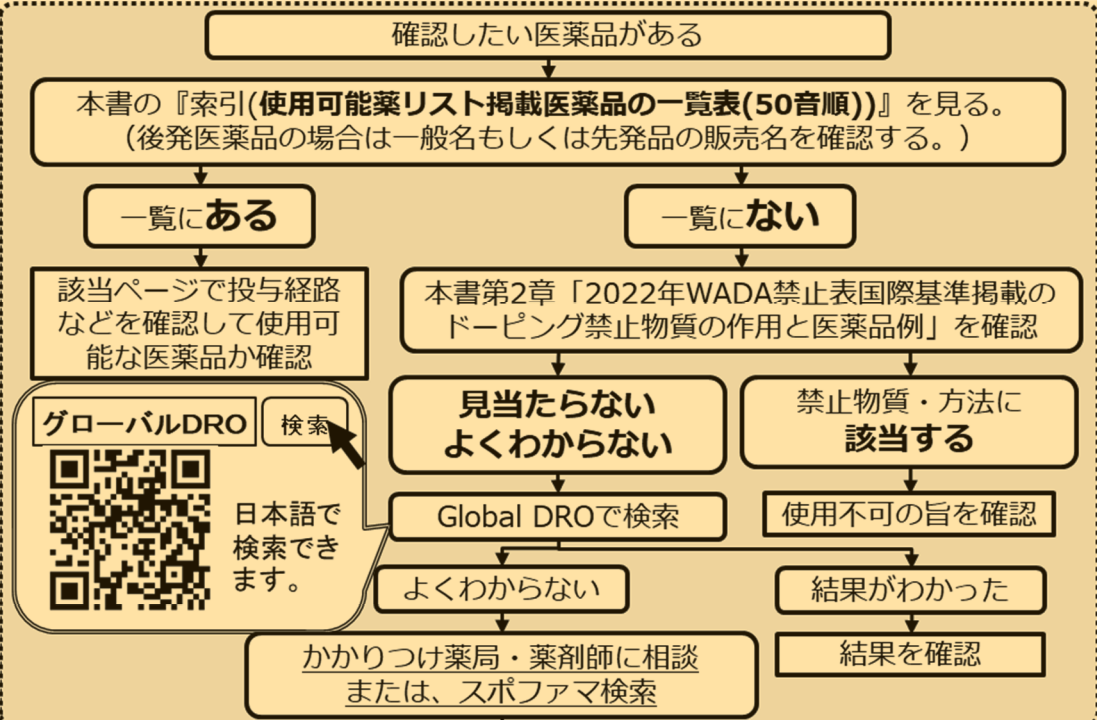 確認したい医薬品がある
本書の『索引(使用可能薬リスト掲載医薬品の一覧表(50音順))』を見る。
（後発医薬品の場合は一般名もしくは先発品の販売名を確認する。）
一覧にある
一覧にない
該当ページで投与経路
などを確認して使用可
能な医薬品か確認
本書第2章「2022年WADA禁止表国際基準掲載の
ドーピング禁止物質の作用と医薬品例」を確認
見当たらない
よくわからない
禁止物質・方法に
該当する
グローバルDRO
検索
日本語で
検索でき
ます。
Global DROで検索
使用不可の旨を確認
よくわからない
結果がわかった
かかりつけ薬局・薬剤師に相談
または、スポファマ検索
結果を確認